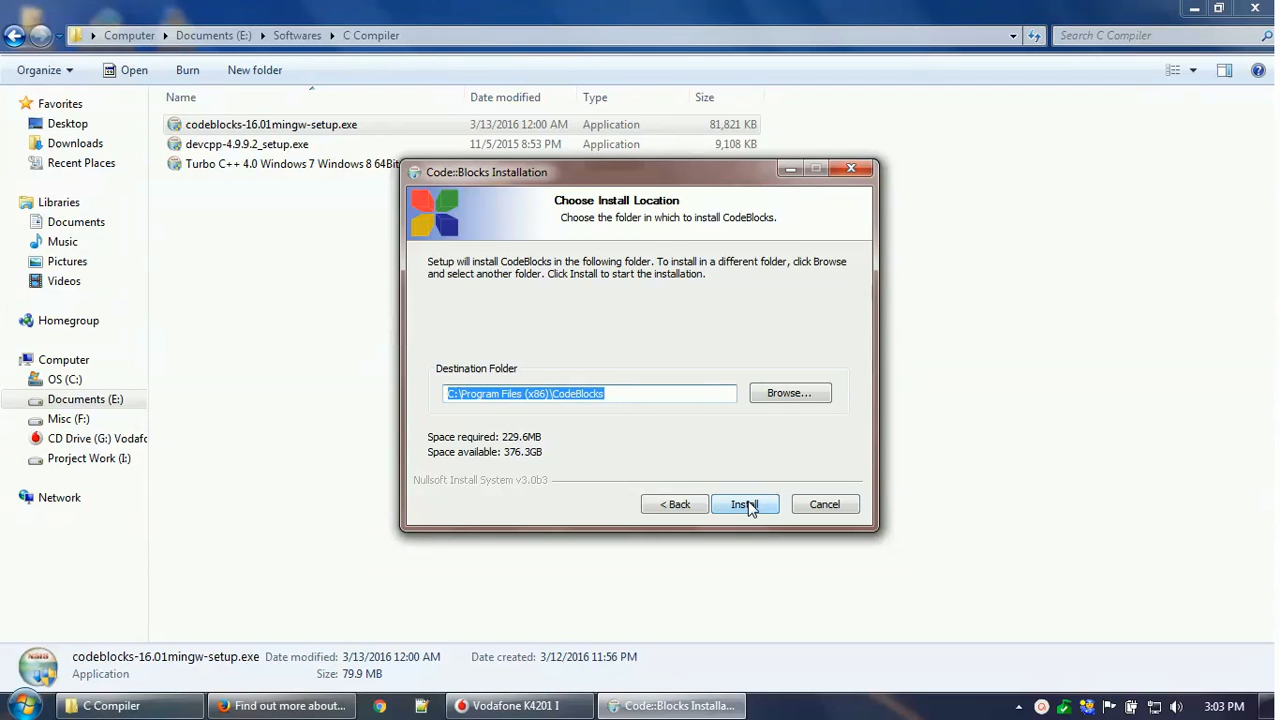 Computer Documents (E:) Softwares C Compiler Search C Compiler
Organize Open Burn New folder
Name Date modified Type Size
codeblocks-16.01mingw-setup.exe 3/13/2016 12:00 AM Application 81,821 KB
devcpp-4.9.9.2_setup.exe 11/5/2015 8:53 PM Application 9,108 KB
Turbo C++ 4.0 Windows 7 Windows 8 64Bit
Favorites
Desktop
Downloads
Recent Places
Libraries
Documents
Music
Pictures
Videos
Homegroup
Computer
OS (C:)
Documents (E:)
Misc (F:)
CD Drive (G:) Vodafo
Prorject Work (I:)
Network
Code::Blocks Installation
Choose Install Location
Choose the folder in which to install CodeBlocks.
Setup will install CodeBlocks in the following folder. To install in a different folder, click Browse
and select another folder. Click Install to start the installation.
Destination Folder
C:\Program Files (x86)\CodeBlocks
Browse...
Space required: 229.6MB
Space available: 376.3GB
Nullsoft Install System v3.0b3
< Back Install Cancel
codeblocks-16.01mingw-setup.exe Date modified: 3/13/2016 12:00 AM Date created: 3/12/2016 11:56 PM
Application Size: 79.9 MB
C Compiler Find out more about... Vodafone K4201 I Code::Blocks Installa... 3:03 PM